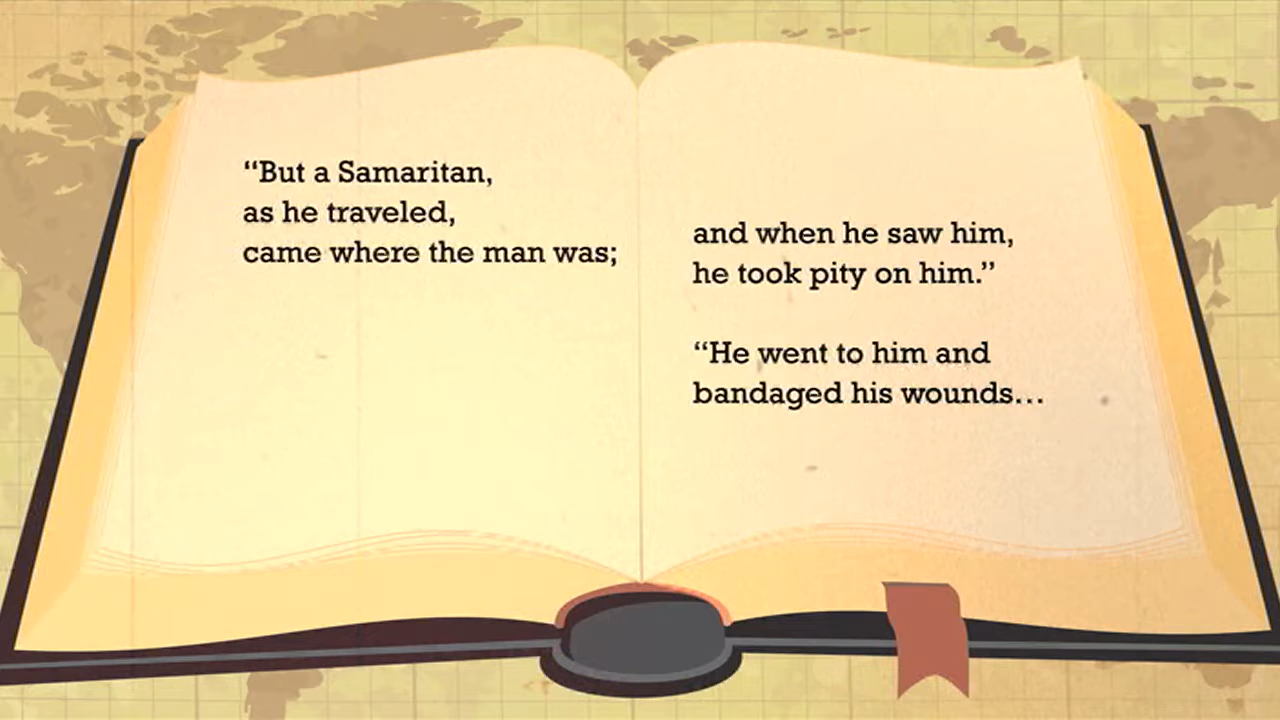 “But a Samaritan,
as he traveled,
came where the man was;
and when he saw him,
he took pity on him.”
“He went to him and
bandaged his wounds…